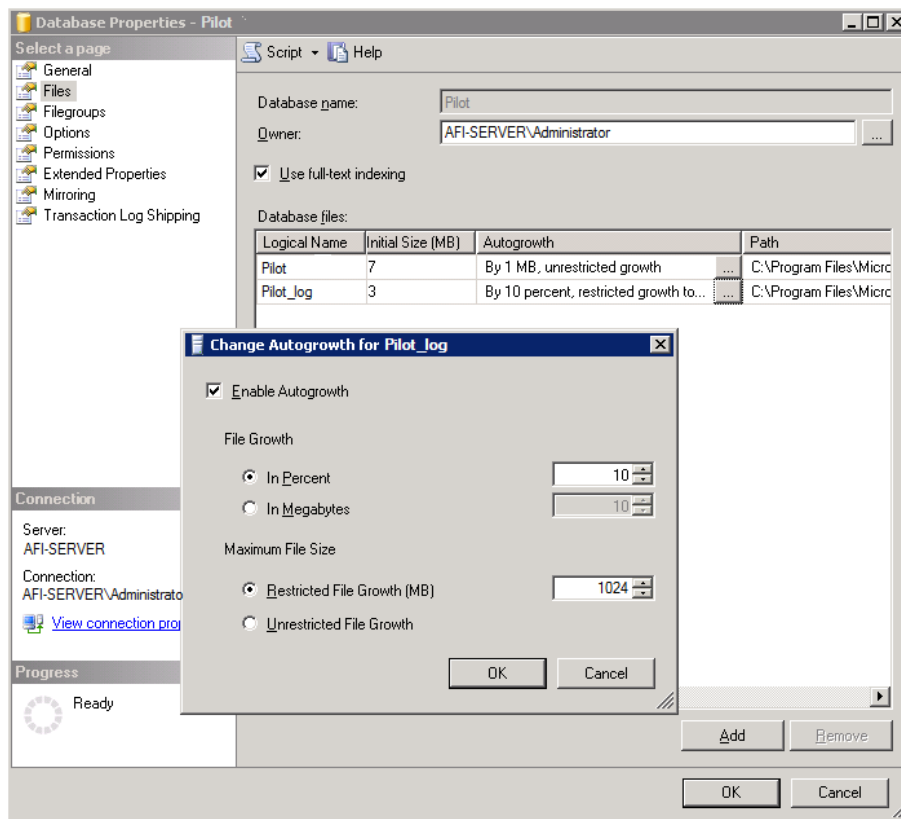 Database Properties - Pilot
Select a page
General
Files
Filegroups
Options
Permissions
Extended Properties
Mirroring
Transaction Log Shipping
Script Help
Database name: Pilot
Owner: AFI-SERVER\Administrator ...
Use full-text indexing
Database files:
Logical Name Initial Size (MB) Autogrowth Path
Pilot 7 By 1 MB, unrestricted growth ... C:\Program Files\Micrc
Pilot_log 3 By 10 percent, restricted growth to... ... C:\Program Files\Micrc
Change Autogrowth for Pilot_log
Enable Autogrowth
File Growth
In Percent 10
In Megabytes 10
Maximum File Size
Restricted File Growth (MB) 1024
Unrestricted File Growth
OK Cancel
Connection
Server:
AFI-SERVER
Connection:
AFI-SERVER\Administrato
View connection prop
Progress
Ready
Add Remove
OK Cancel